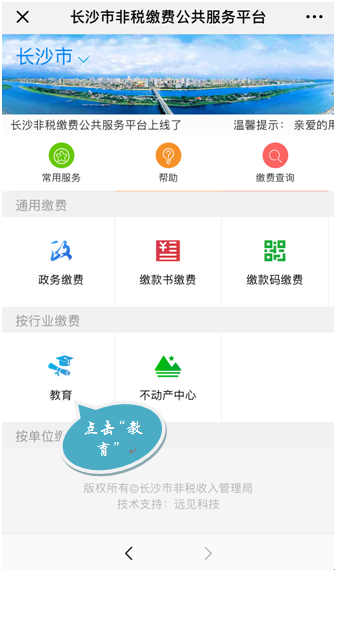 长沙市非税缴费公共服务平台
长沙市
长沙非税缴费公共服务平台上线了 温馨提示： 亲爱的用
常用服务 帮助 缴费查询
通用缴费
政务缴费 缴款书缴费 缴款码缴费
按行业缴费
教育 不动产中心
点击“教
育”
按单位缴
版权所有©长沙市非税收入管理局
技术支持：远见科技